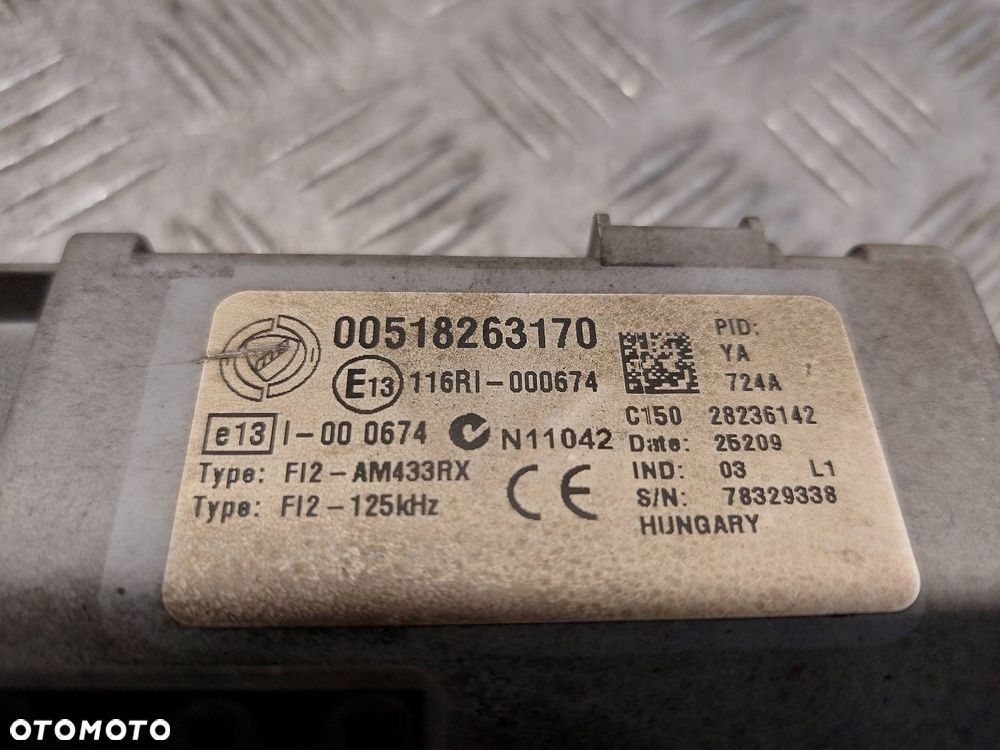 00518263170
E13 116RI-000674
e13 I-00 0674 N11042
Type: FI2-AM433RX
Type: FI2-125kHz
CE
PID:
YA
724A
C150 28236142
Date: 25209
IND: 03 L1
S/N: 78329338
HUNGARY
OTOMOTO